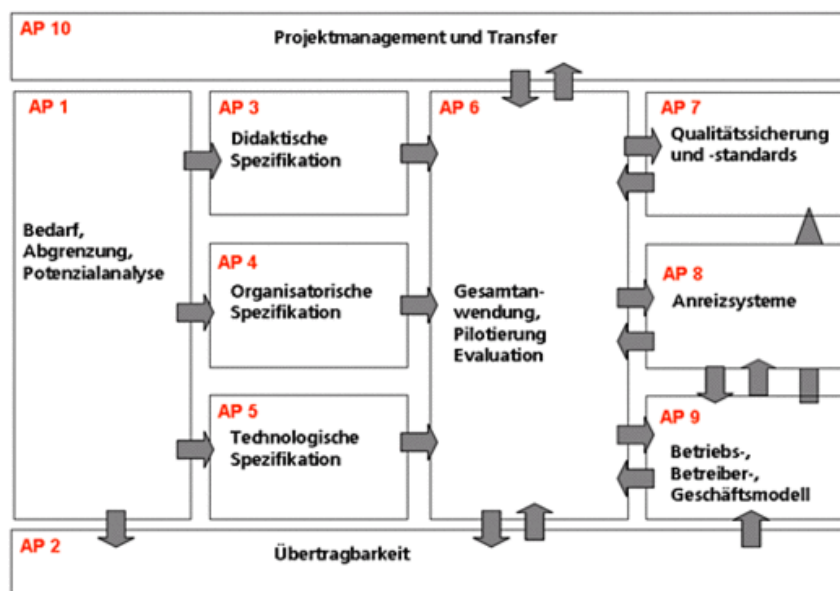 AP 10
Projektmanagement und Transfer
AP 1
Bedarf,
Abgrenzung,
Potenzialanalyse
AP 3
Didaktische
Spezifikation
AP 4
Organisatorische
Spezifikation
AP 5
Technologische
Spezifikation
AP 6
Gesamtan-
wendung,
Pilotierung
Evaluation
AP 7
Qualitätssicherung
und -standards
AP 8
Anreizsysteme
AP 9
Betriebs-,
Betreiber-,
Geschäftsmodell
AP 2
Übertragbarkeit